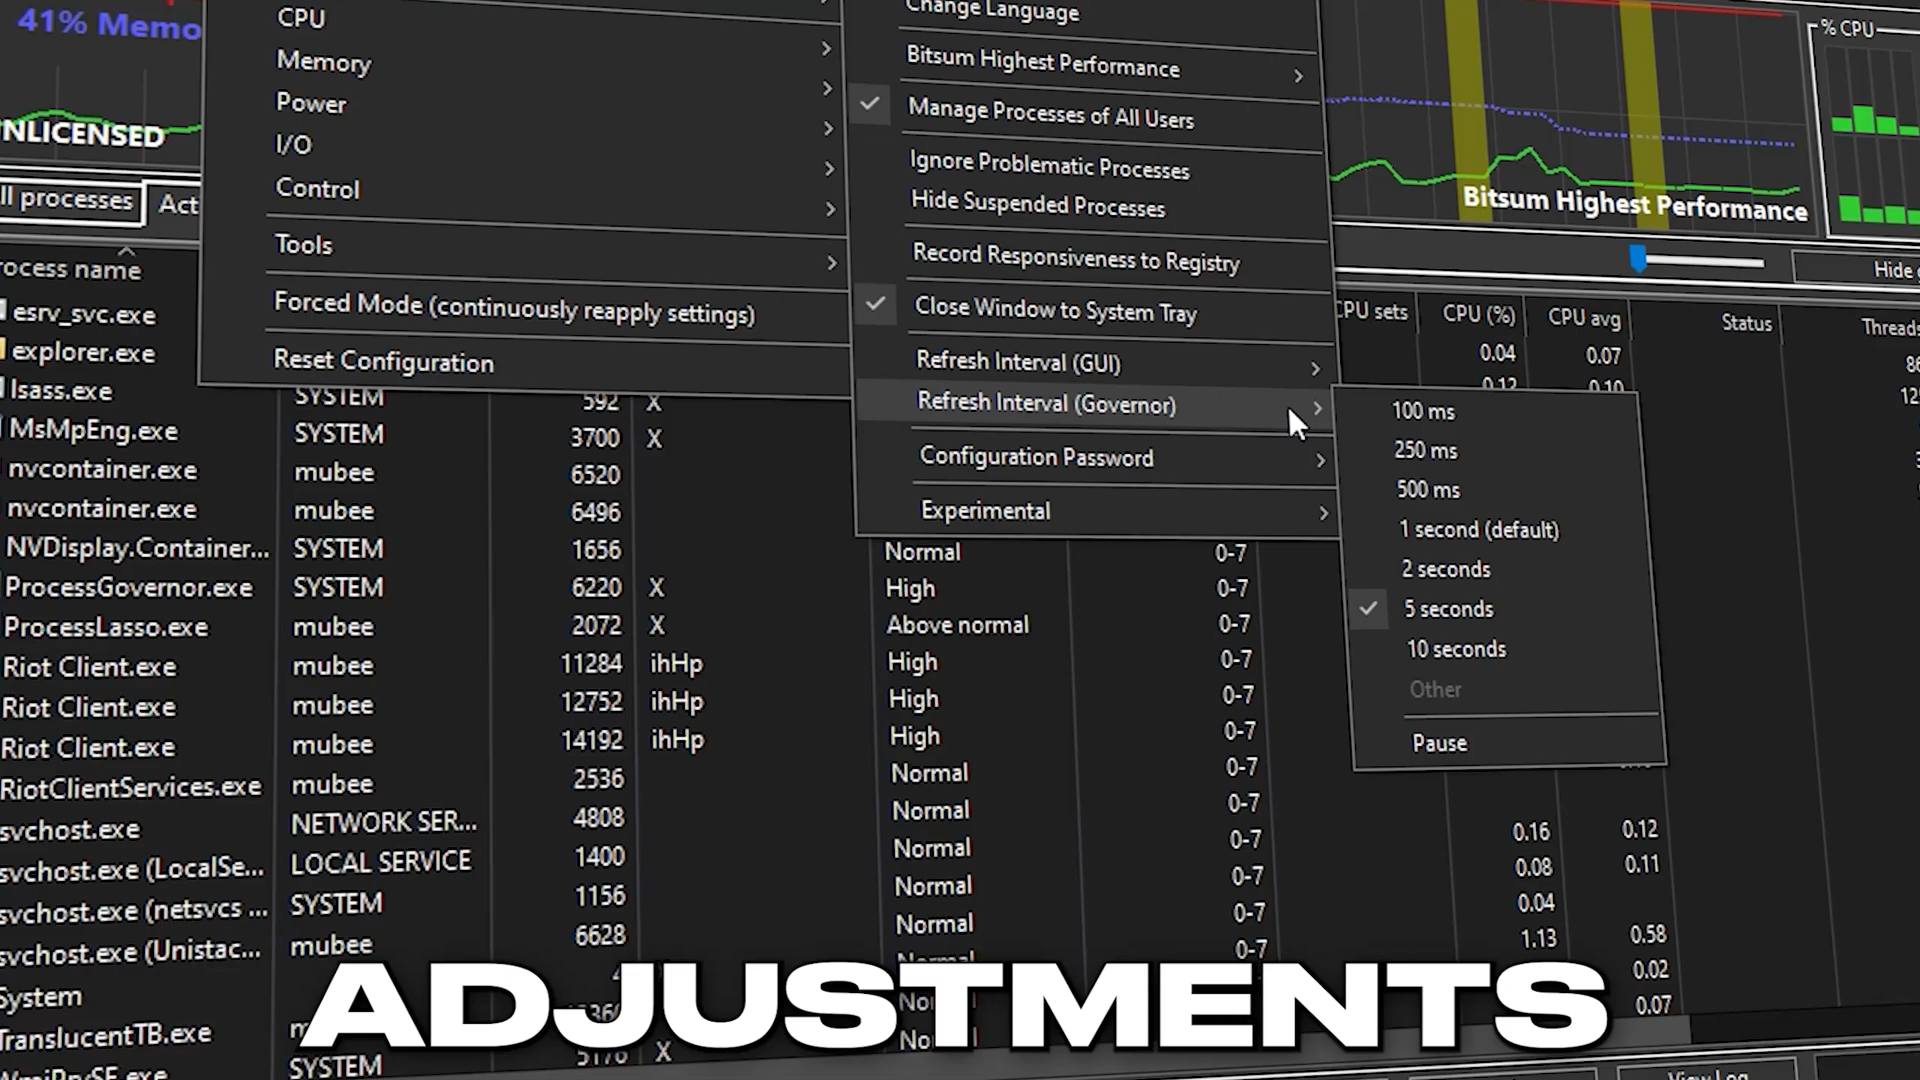 41% Memo
NLICENSED
ll processes
Act
CPU
Memory
Power
I/O
Control
Tools
Forced Mode (continuously reapply settings)
Reset Configuration
Change Language
Bitsum Highest Performance
Manage Processes of All Users
Ignore Problematic Processes
Hide Suspended Processes
Record Responsiveness to Registry
Close Window to System Tray
Refresh Interval (GUI)
Refresh Interval (Governor)
Configuration Password
Experimental
100 ms
250 ms
500 ms
1 second (default)
2 seconds
5 seconds
10 seconds
Other
Pause
% CPU
Bitsum Highest Performance
Hide
ocess name
CPU sets CPU (%) CPU avg Status Threads
esrv_svc.exe 0.04 0.07
explorer.exe 0.12 0.10
lsass.exe SYSTEM 592 X
MsMpEng.exe SYSTEM 3700 X
nvcontainer.exe mubee 6520
nvcontainer.exe mubee 6496
NVDisplay.Container... SYSTEM 1656 Normal 0-7
ProcessGovernor.exe SYSTEM 6220 X High 0-7
ProcessLasso.exe mubee 2072 X Above normal 0-7
Riot Client.exe mubee 11284 ihHp High 0-7
Riot Client.exe mubee 12752 ihHp High 0-7
Riot Client.exe mubee 14192 ihHp High 0-7
RiotClientServices.exe mubee 2536 Normal 0-7
svchost.exe NETWORK SER... 4808 Normal 0-7 0.16 0.12
svchost.exe (LocalSe... LOCAL SERVICE 1400 Normal 0-7 0.08 0.11
svchost.exe (netsvcs ... SYSTEM 1156 Normal 0-7 0.04
svchost.exe (Unistac... mubee 6628 Normal 0-7 1.13 0.58
System 0-7 0.02
TranslucentTB.exe 0.07
SYSTEM 5176 X
View Log
ADJUSTMENTS